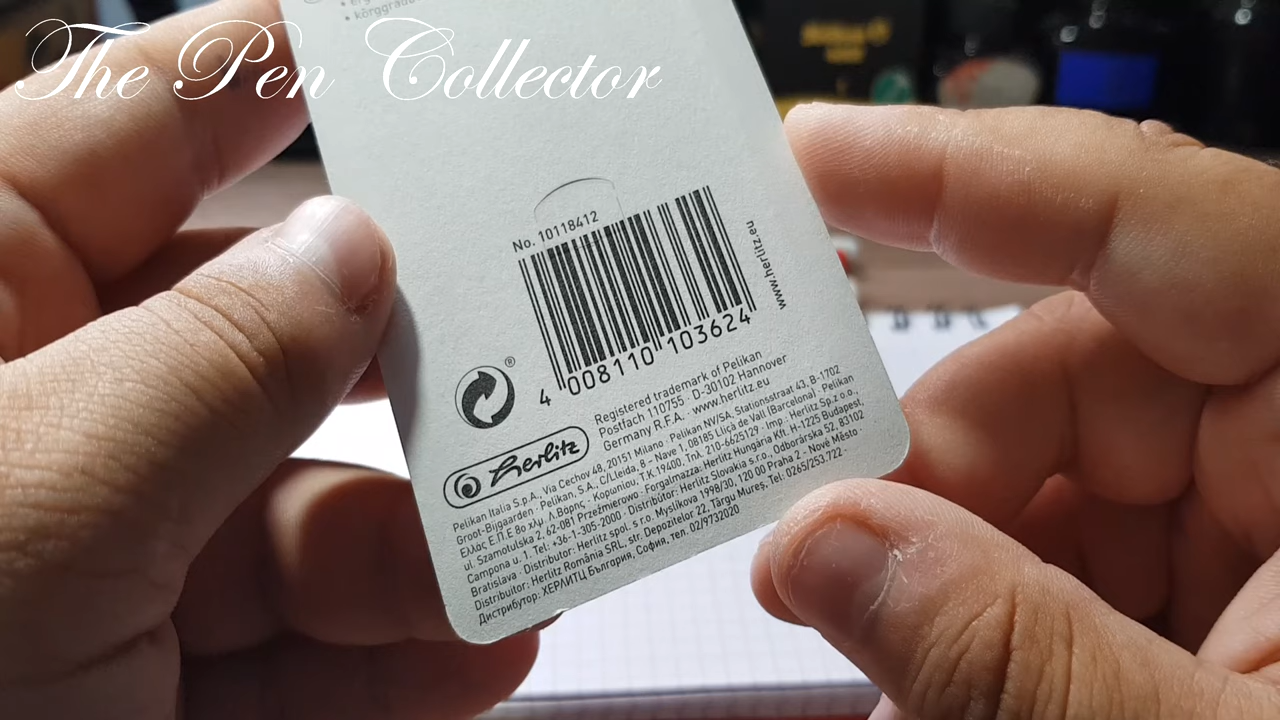 The Pen Collector
No. 10118412
4 008110 103624
www.herlitz.eu
®
Registered trademark of Pelikan
Postfach 110755 · D-30102 Hannover
Germany R.F.A. · www.herlitz.eu
herlitz
Pelikan Italia S.p.A., Via Cechov 48, 20151 Milano · Pelikan NV/SA, Stationsstraat 43, B-1702
Groot-Bijgaarden · Pelikan, S.A., C/Lleida, 8 - Nave 1, 08185 Lliçà de Vall (Barcelona) · Pelikan
Ελλάς Ε.Π.Ε 8ο χλμ. Λ.Βάρης - Κορωπίου, Τ.Κ.19400, Τηλ. 210-6625129 · Imp. Herlitz Sp.z o.o.,
ul. Szamotulska 2, 62-081 Przeźmierowo · Forgalmazza: Herlitz Hungária Kft. H-1225 Budapest,
Campona u. 1. Tel. +36-1-305-2000 · Distribútor: Herlitz Slovakia s.r.o., Odborárska 52, 83102
Bratislava · Distributor: Herlitz spol. s r.o. Myslíkova 1998/30, 120 00 Praha 2 - Nové Město
Distribuitor: Herlitz România SRL, str. Depozitelor 22, Târgu Mureș, Tel: 0265/253.722 ·
Дистрибутор: ХЕРЛИТЦ България, София, тел. 02/9732020